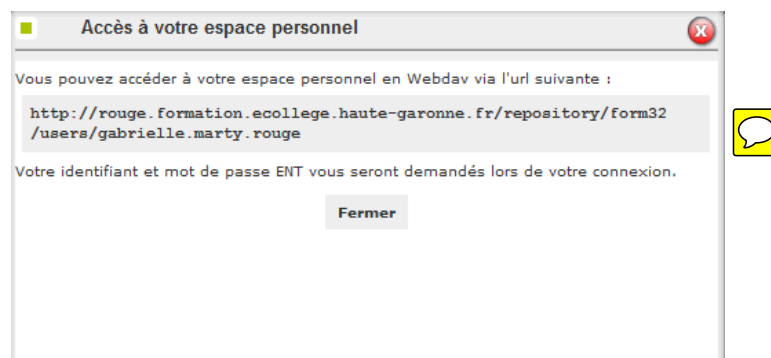 Accès à votre espace personnel
Vous pouvez accéder à votre espace personnel en Webdav via l'url suivante :
http://rouge.formation.ecollege.haute-garonne.fr/repository/form32
/users/gabrielle.marty.rouge
Votre identifiant et mot de passe ENT vous seront demandés lors de votre connexion.
Fermer